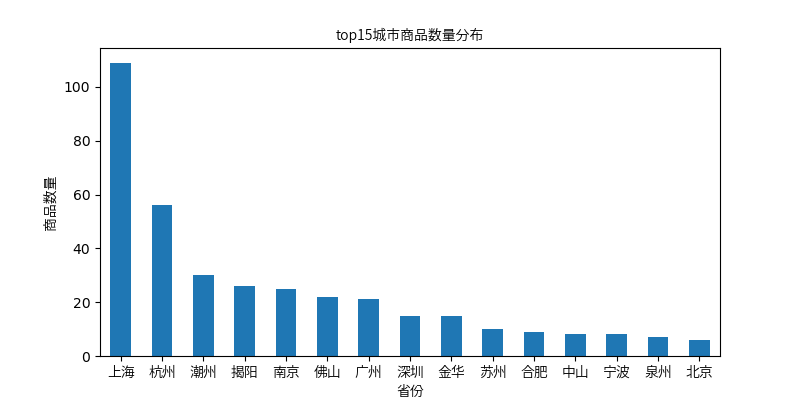 top15城市商品数量分布
商品数量
100
80
60
40
20
0
上海 杭州 潮州 揭阳 南京 佛山 广州 深圳 金华 苏州 合肥 中山 宁波 泉州 北京
省份